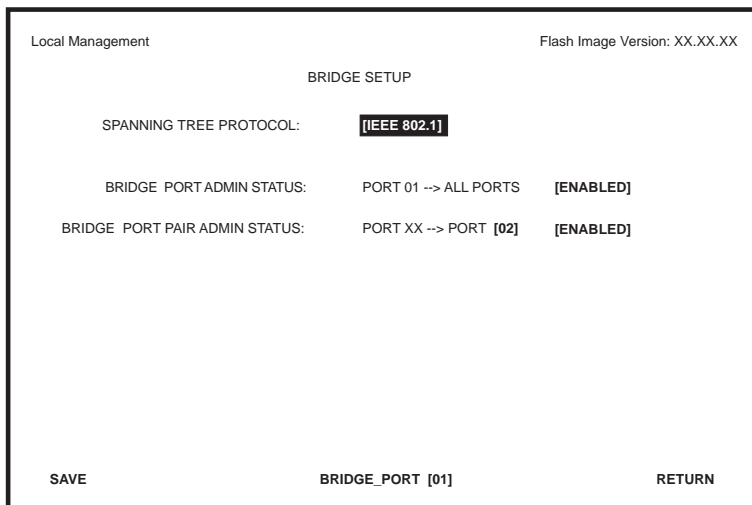 Local Management Flash Image Version: XX.XX.XX
BRIDGE SETUP
SPANNING TREE PROTOCOL: [IEEE 802.1]
BRIDGE PORT ADMIN STATUS: PORT 01 --> ALL PORTS [ENABLED]
BRIDGE PORT PAIR ADMIN STATUS: PORT XX --> PORT [02] [ENABLED]
SAVE BRIDGE_PORT [01] RETURN